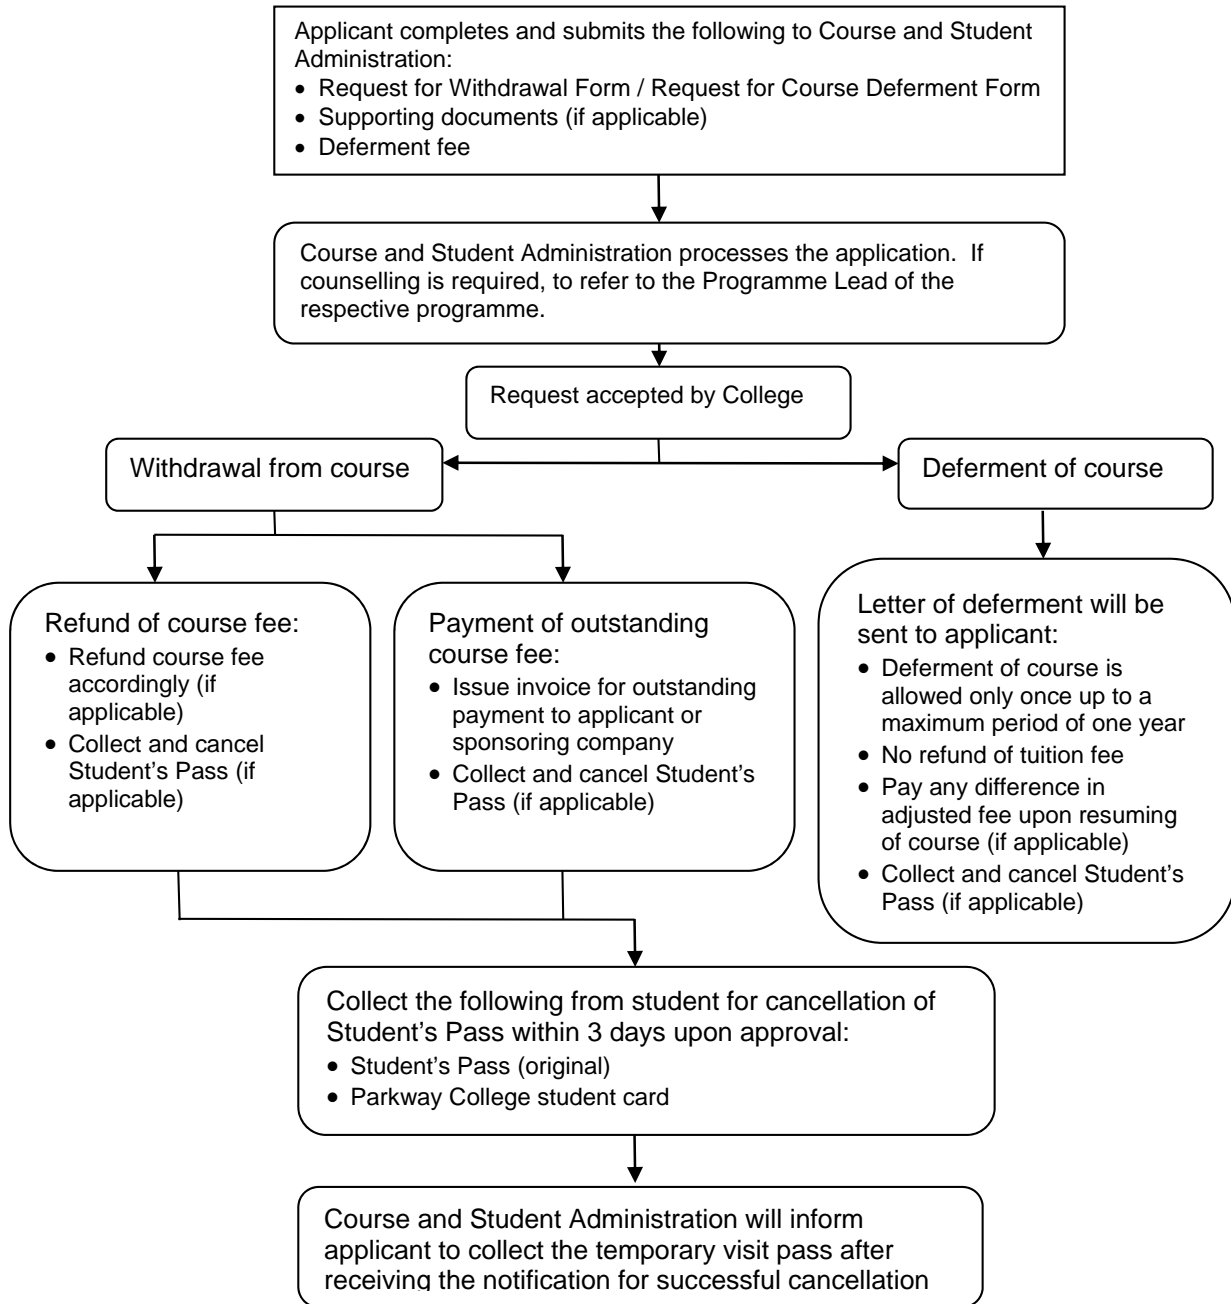 Applicant completes and submits the following to Course and Student
Administration:
• Request for Withdrawal Form / Request for Course Deferment Form
• Supporting documents (if applicable)
• Deferment fee
Course and Student Administration processes the application.  If
counselling is required, to refer to the Programme Lead of the
respective programme.
Request accepted by College
Withdrawal from course
Deferment of course
Refund of course fee:
• Refund course fee
accordingly (if
applicable)
• Collect and cancel
Student’s Pass (if
applicable)
Payment of outstanding
course fee:
• Issue invoice for outstanding
payment to applicant or
sponsoring company
• Collect and cancel Student’s
Pass (if applicable)
Letter of deferment will be
sent to applicant:
• Deferment of course is
allowed only once up to a
maximum period of one year
• No refund of tuition fee
• Pay any difference in
adjusted fee upon resuming
of course (if applicable)
• Collect and cancel Student’s
Pass (if applicable)
Collect the following from student for cancellation of
Student’s Pass within 3 days upon approval:
• Student’s Pass (original)
• Parkway College student card
Course and Student Administration will inform
applicant to collect the temporary visit pass after
receiving the notification for successful cancellation